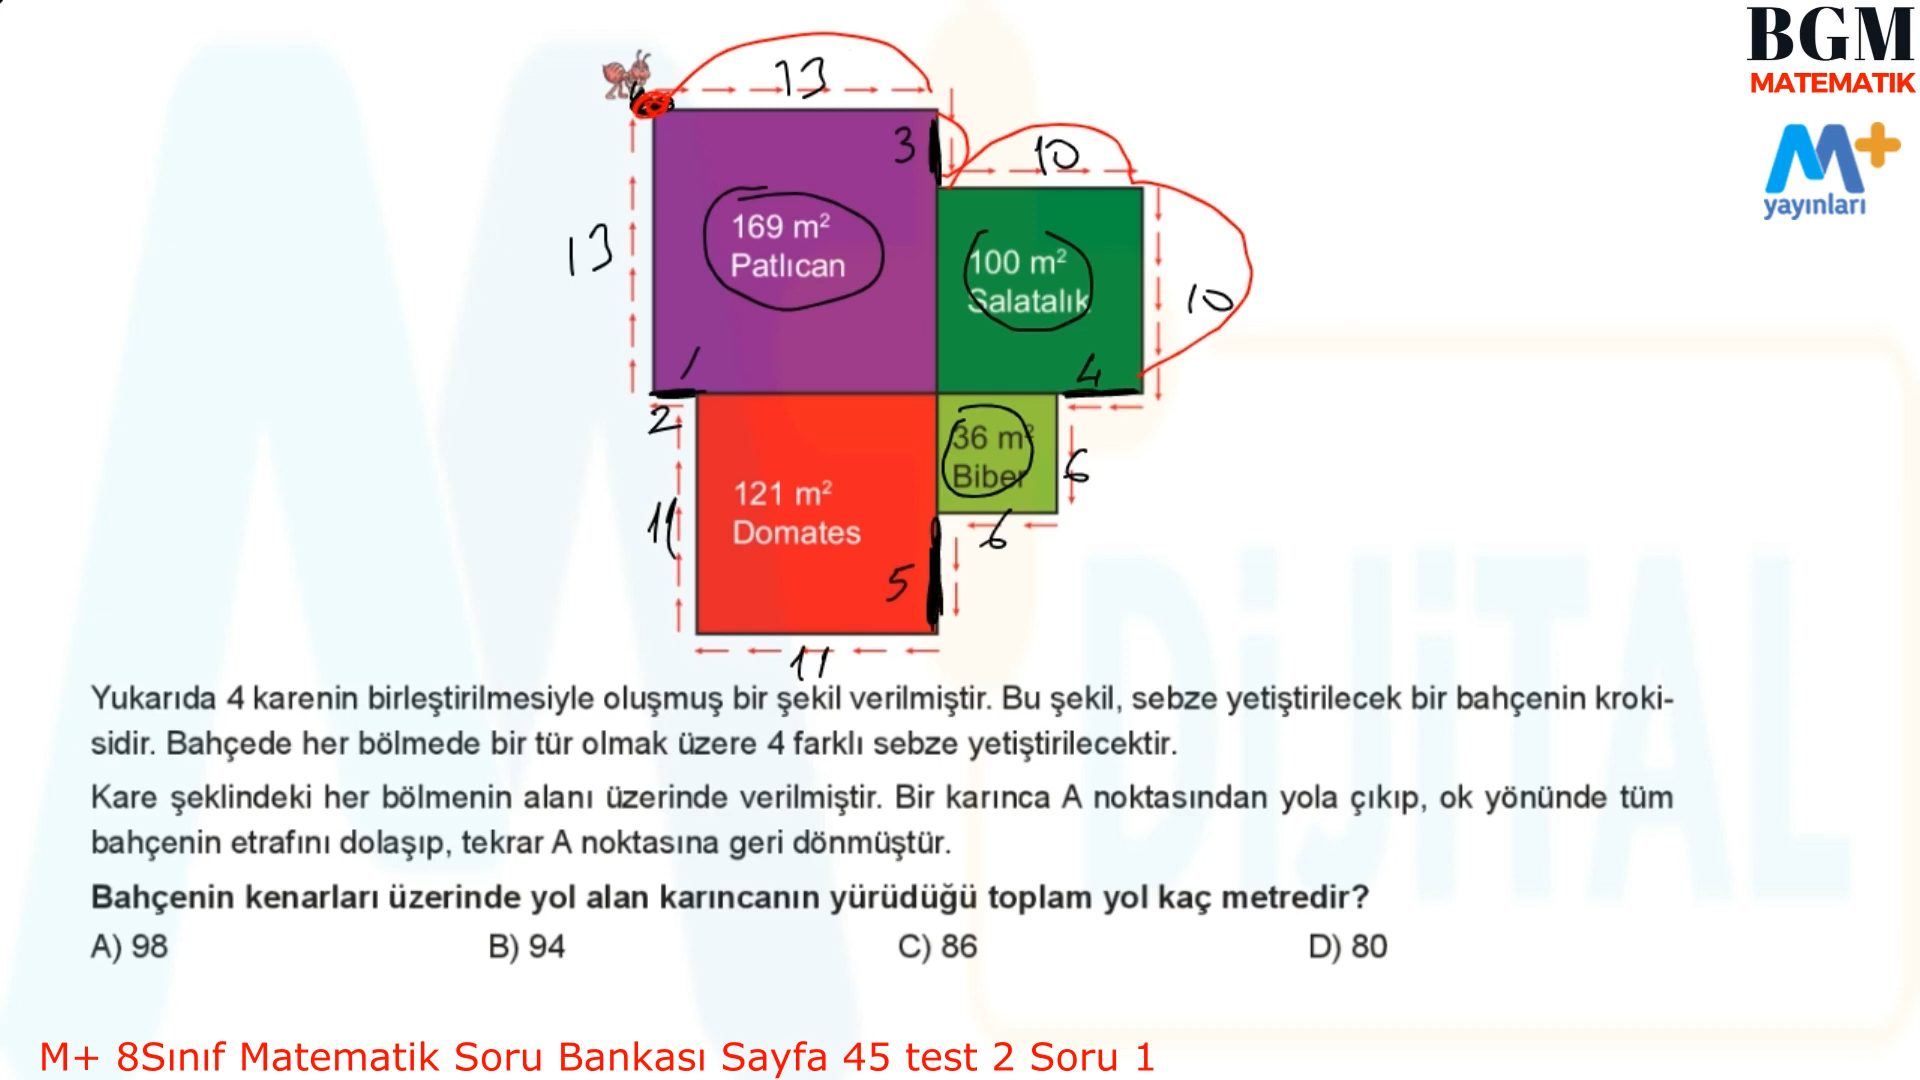 BGM
MATEMATIK
yayınları
13
3
10
13
169 m²
Patlıcan
100 m²
Salatalık
10
1
4
2
36 m²
Biber
6
121 m²
Domates
11
6
5
11
DİJİTAL
Yukarıda 4 karenin birleştirilmesiyle oluşmuş bir şekil verilmiştir. Bu şekil, sebze yetiştirilecek bir bahçenin kroki-
sidir. Bahçede her bölmede bir tür olmak üzere 4 farklı sebze yetiştirilecektir.
Kare şeklindeki her bölmenin alanı üzerinde verilmiştir. Bir karınca A noktasından yola çıkıp, ok yönünde tüm
bahçenin etrafını dolaşıp, tekrar A noktasına geri dönmüştür.
Bahçenin kenarları üzerinde yol alan karıncanın yürüdüğü toplam yol kaç metredir?
A) 98 B) 94 C) 86 D) 80
M+ 8Sınıf Matematik Soru Bankası Sayfa 45 test 2 Soru 1